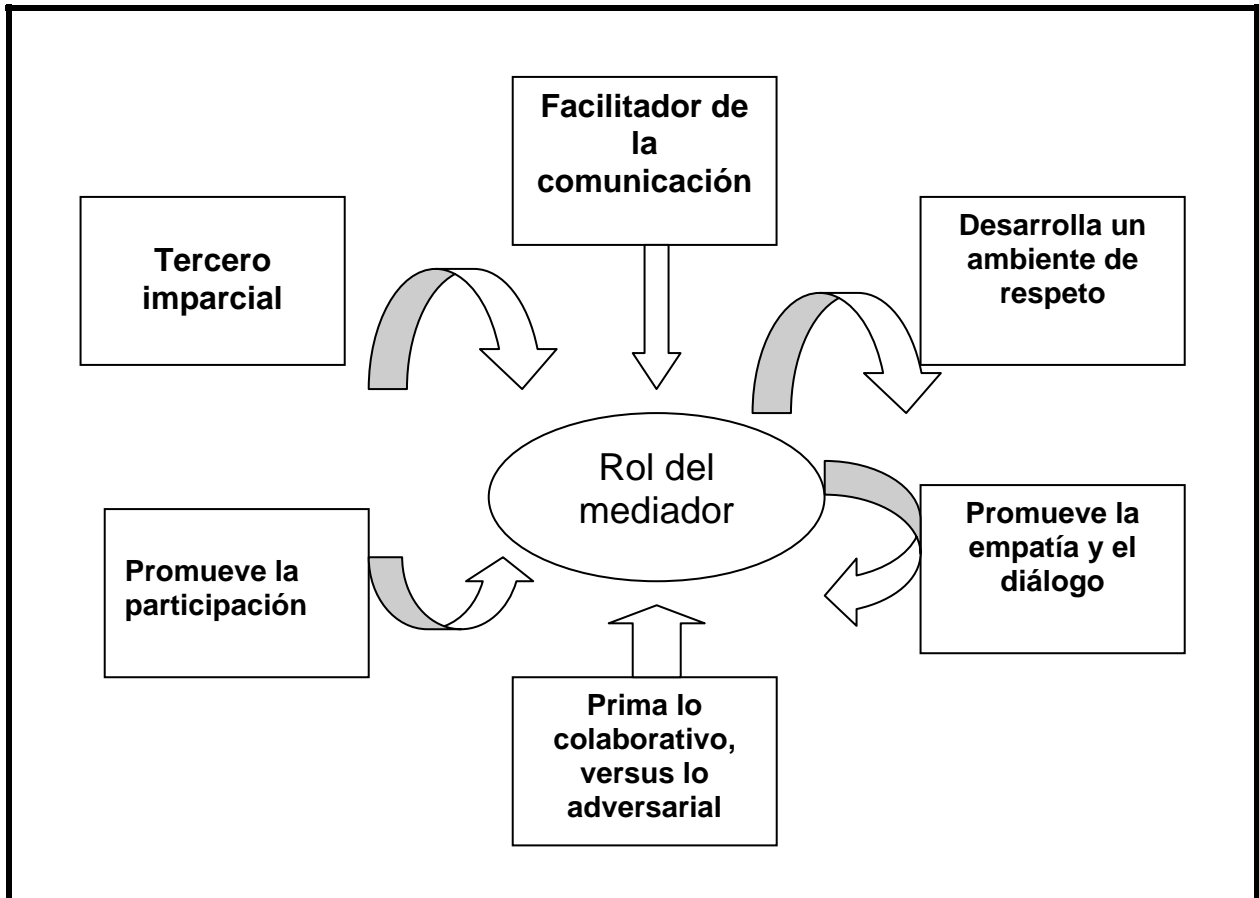 Facilitador de
la
comunicación
Tercero
imparcial
Desarrolla un
ambiente de
respeto
Rol del
mediador
Promueve la
participación
Promueve la
empatía y el
diálogo
Prima lo
colaborativo,
versus lo
adversarial